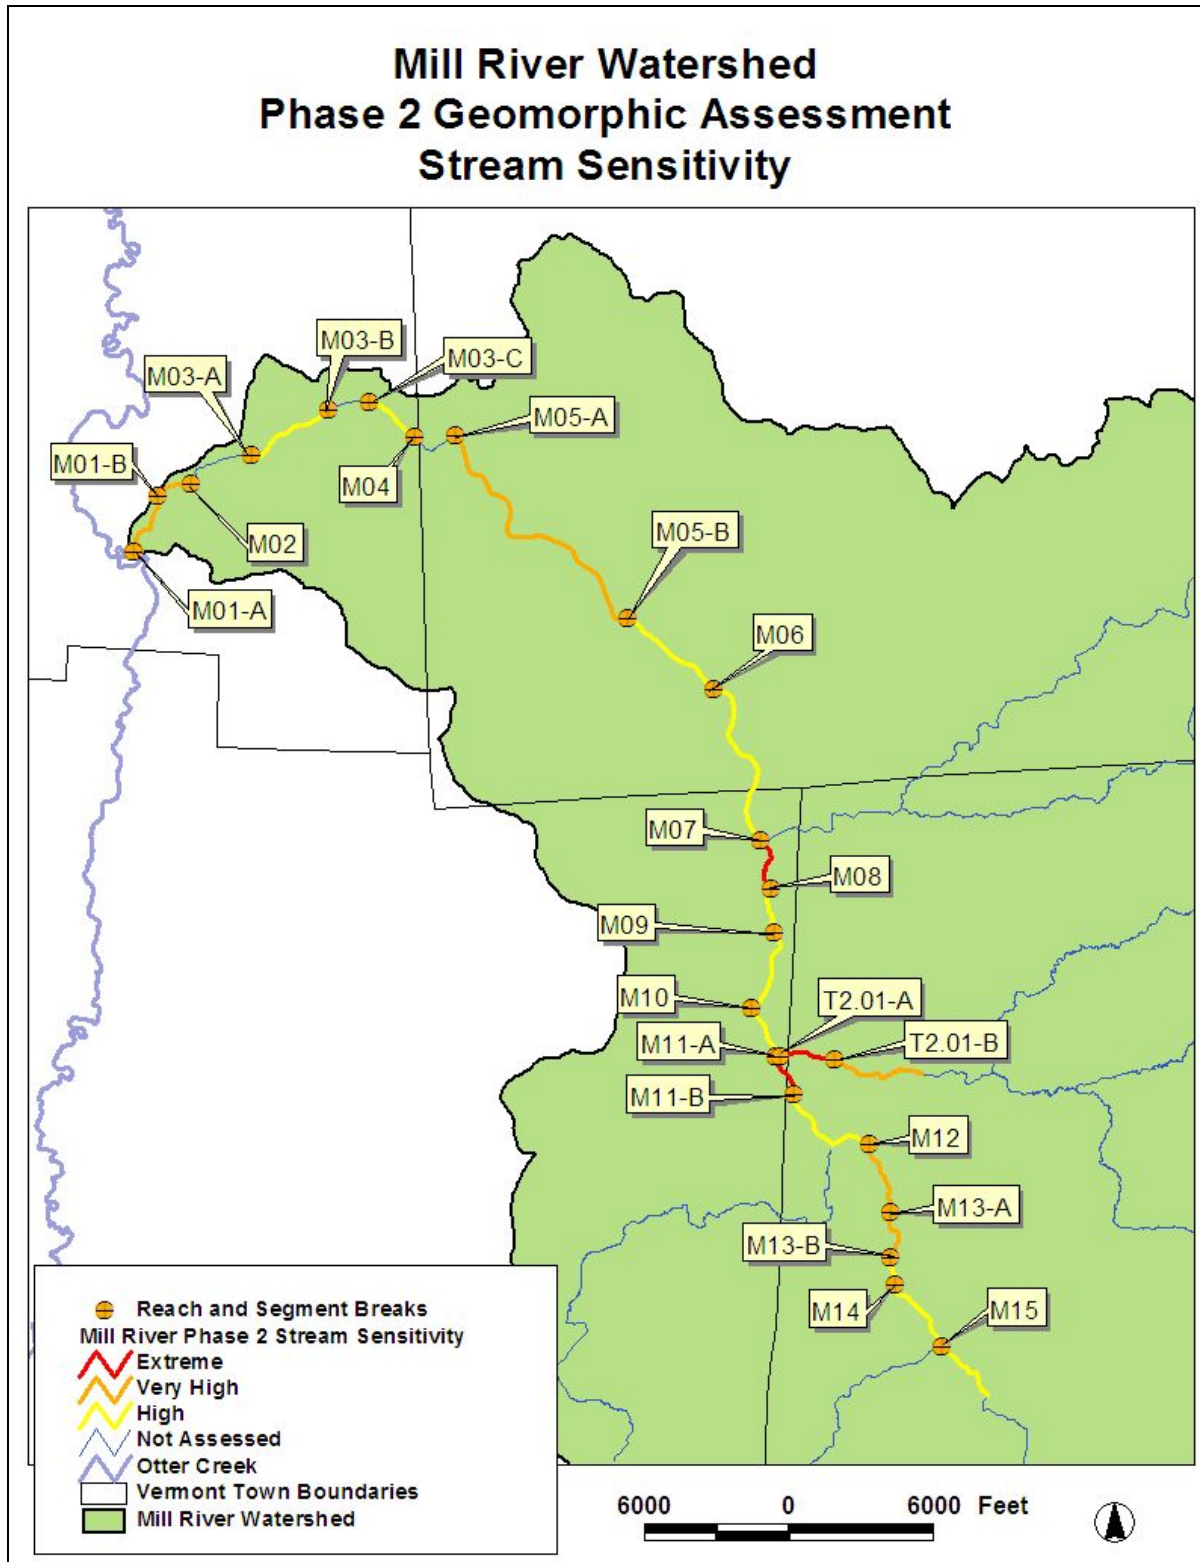 Mill River Watershed
Phase 2 Geomorphic Assessment
Stream Sensitivity
M03-B
M03-C
M03-A
M05-A
M01-B
M04
M02
M05-B
M01-A
M06
M07
M08
M09
M10
T2.01-A
M11-A
T2.01-B
M11-B
M12
M13-A
M13-B
M14
M15
Reach and Segment Breaks
Mill River Phase 2 Stream Sensitivity
Extreme
Very High
High
Not Assessed
Otter Creek
Vermont Town Boundaries
Mill River Watershed
6000 0 6000 Feet